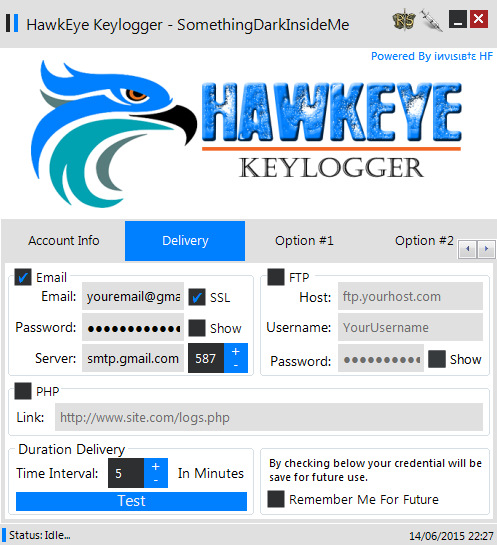 HawkEye Keylogger - SomethingDarkInsideMe
Powered By iиvιsιвtε HF
HAWKEYE
KEYLOGGER
Account Info Delivery Option #1 Option #2
Email
Email: youremail@gma SSL
Password: ●●●●●●●●●●●● Show
Server: smtp.gmail.com 587 + -
FTP
Host: ftp.yourhost.com
Username: YourUsername
Password: ●●●●●●●●●● Show
PHP
Link: http://www.site.com/logs.php
Duration Delivery
Time Interval: 5 + - In Minutes
Test
By checking below your credential will be
save for future use.
Remember Me For Future
Status: Idle...
14/06/2015 22:27